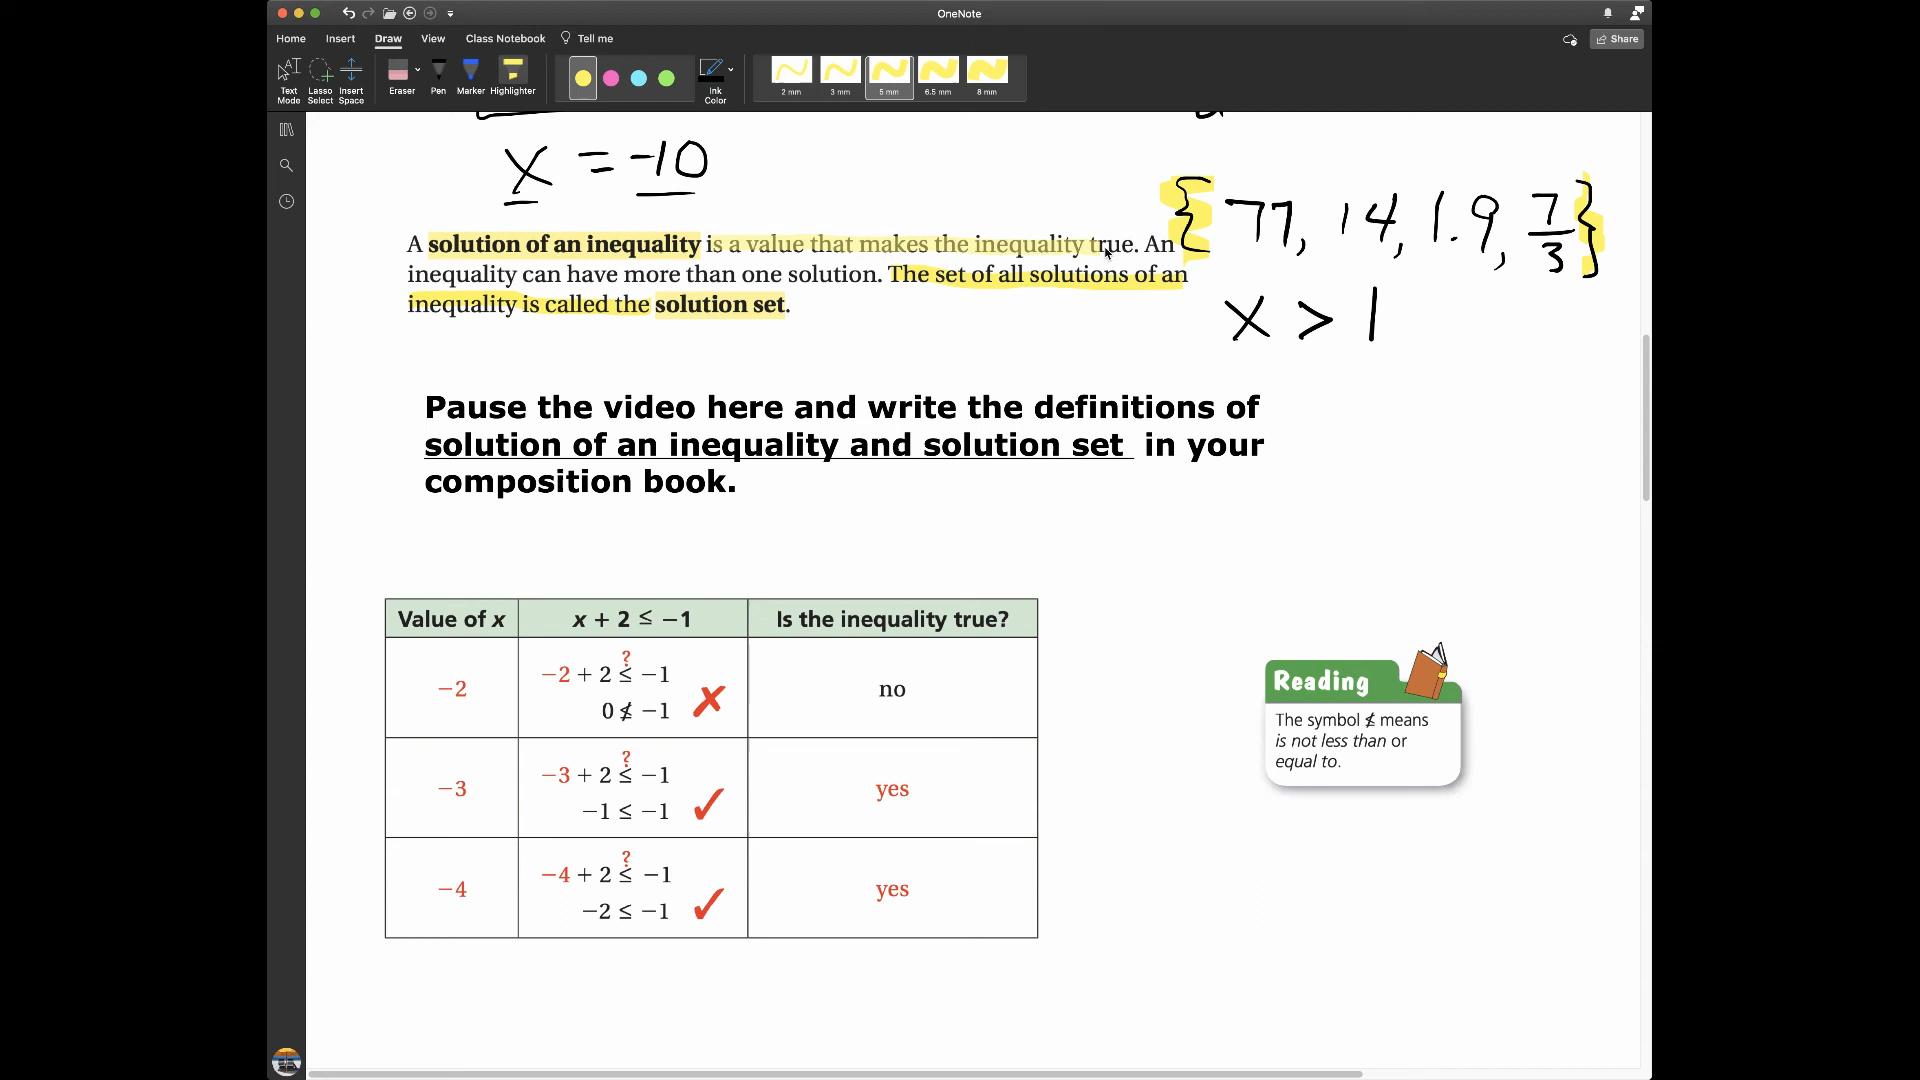 OneNote
Home Insert Draw View Class Notebook Tell me
Share
Text Mode
Lasso Select
Insert Space
Eraser
Pen
Marker
Highlighter
Ink Color
2 mm
3 mm
5 mm
6.5 mm
8 mm
x = -10
{ 77, 14, 1.9, 7/3 }
x > 1
A solution of an inequality is a value that makes the inequality true. An
inequality can have more than one solution. The set of all solutions of an
inequality is called the solution set.
Pause the video here and write the definitions of
solution of an inequality and solution set in your
composition book.
Value of x | x + 2 ≤ −1 | Is the inequality true?
−2
−2 + 2 ≤ −1
?
0 ≰ −1 ✗
no
−3
−3 + 2 ≤ −1
?
−1 ≤ −1 ✓
yes
−4
−4 + 2 ≤ −1
?
−2 ≤ −1 ✓
yes
Reading
The symbol ≰ means
is not less than or
equal to.